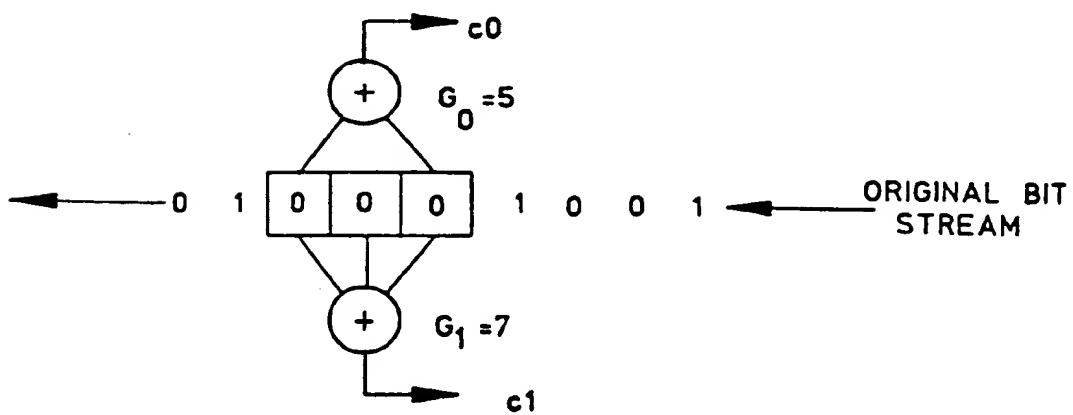 c0
G0 =5
0 1 0 0 0 1 0 0 1
ORIGINAL BIT
STREAM
G1 =7
c1